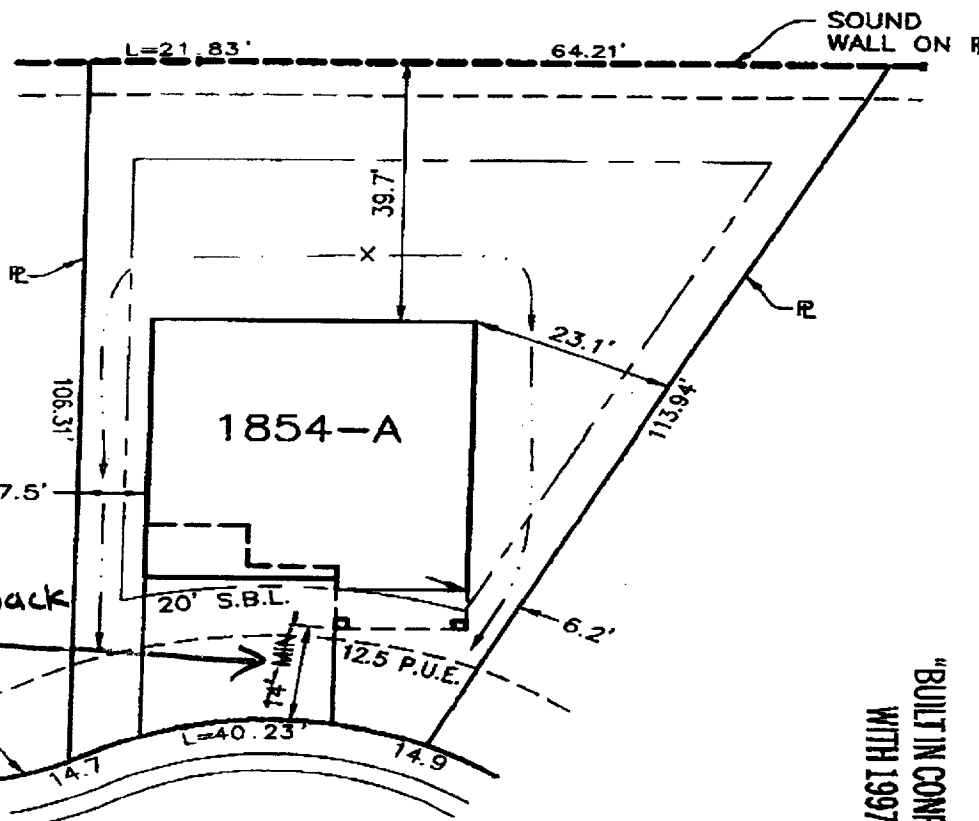 SOUND
WALL ON ℞
L=21.83'
64.21'
39.7'
℞
℞
23.1'
106.31'
113.94'
1854-A
7.5'
ack
20' S.B.L.
6.2'
14' MIN
12.5 P.U.E.
L=40.23'
14.7
14.9
"BUILT IN CONF
WITH 1997